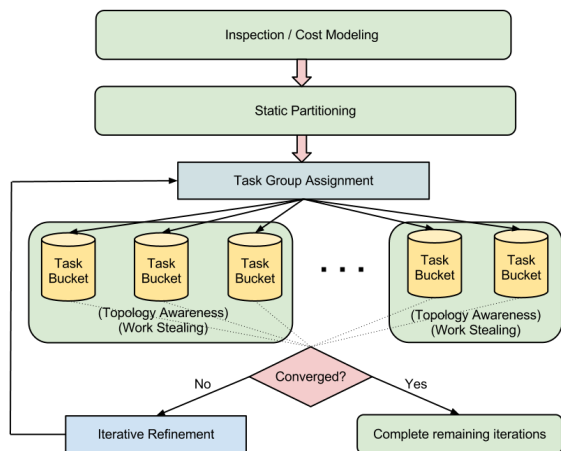 Inspection / Cost Modeling
Static Partitioning
Task Group Assignment
Task
Bucket
Task
Bucket
Task
Bucket
Task
Bucket
Task
Bucket
(Topology Awareness)
(Work Stealing)
(Topology Awareness)
(Work Stealing)
Converged?
No
Yes
Iterative Refinement
Complete remaining iterations